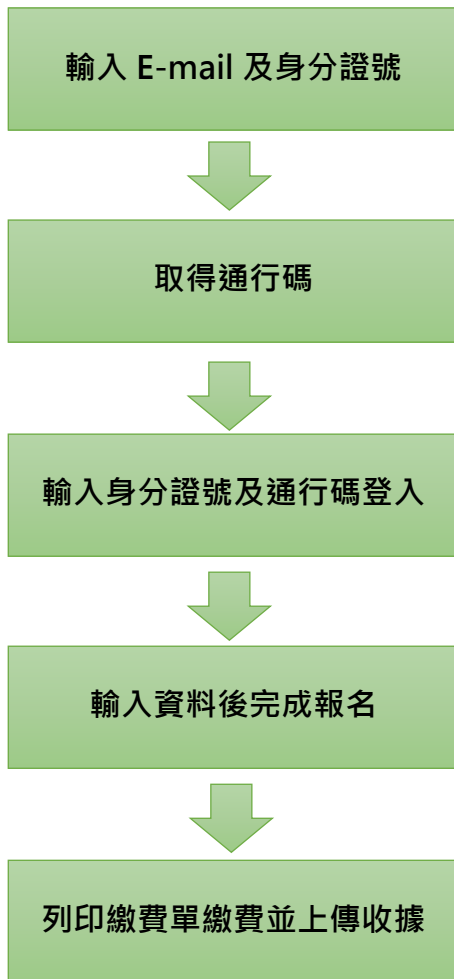 輸入 E-mail 及身分證號
取得通行碼
輸入身分證號及通行碼登入
輸入資料後完成報名
列印繳費單繳費並上傳收據